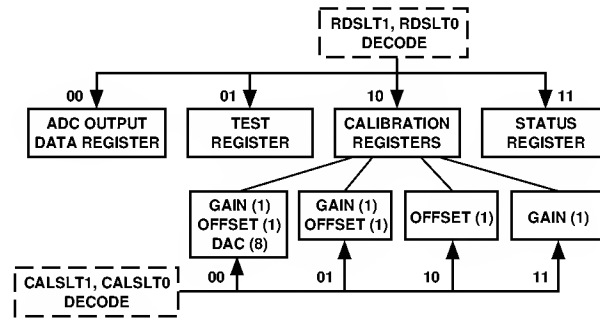 RDSLT1, RDSLT0
DECODE
00
01
10
11
ADC OUTPUT
DATA REGISTER
TEST
REGISTER
CALIBRATION
REGISTERS
STATUS
REGISTER
GAIN (1)
OFFSET (1)
DAC (8)
GAIN (1)
OFFSET (1)
OFFSET (1)
GAIN (1)
00
01
10
11
CALSLT1, CALSLT0
DECODE